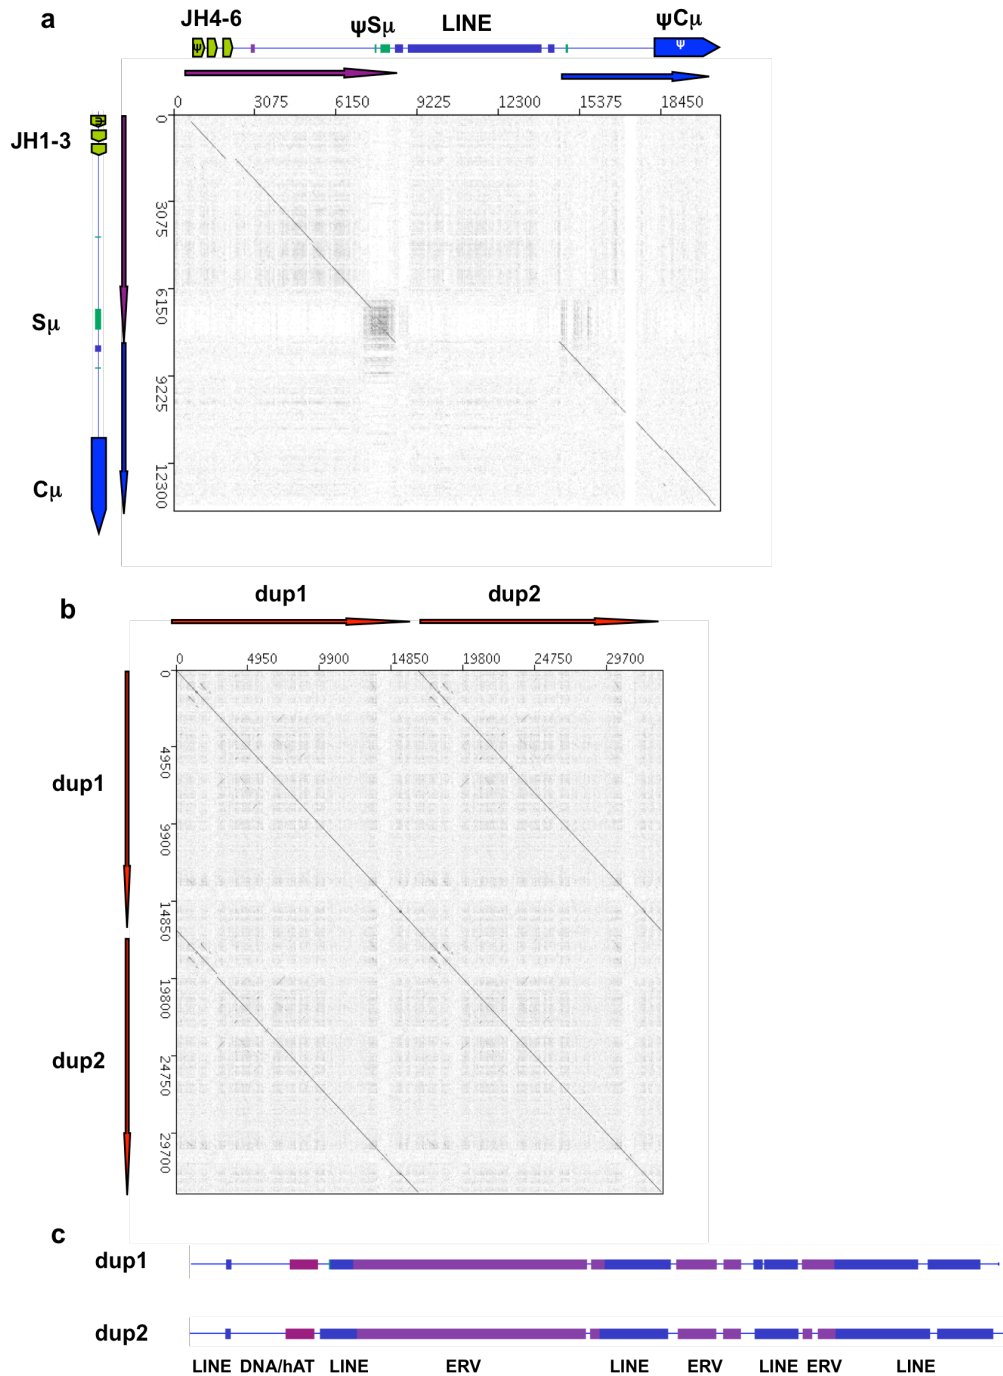 a
JH4-6
ψSμ
LINE
ψCμ
ψ
ψ
0 3075 6150 9225 12300 15375 18450
JH1-3
ψ
Sμ
Cμ
0
3075
6150
9225
12300
b
dup1 dup2
0 4950 9900 14850 19800 24750 29700
dup1
dup2
0
4950
9900
14850
19800
24750
29700
c
dup1
dup2
LINE DNA/hAT LINE ERV LINE ERV LINE ERV LINE